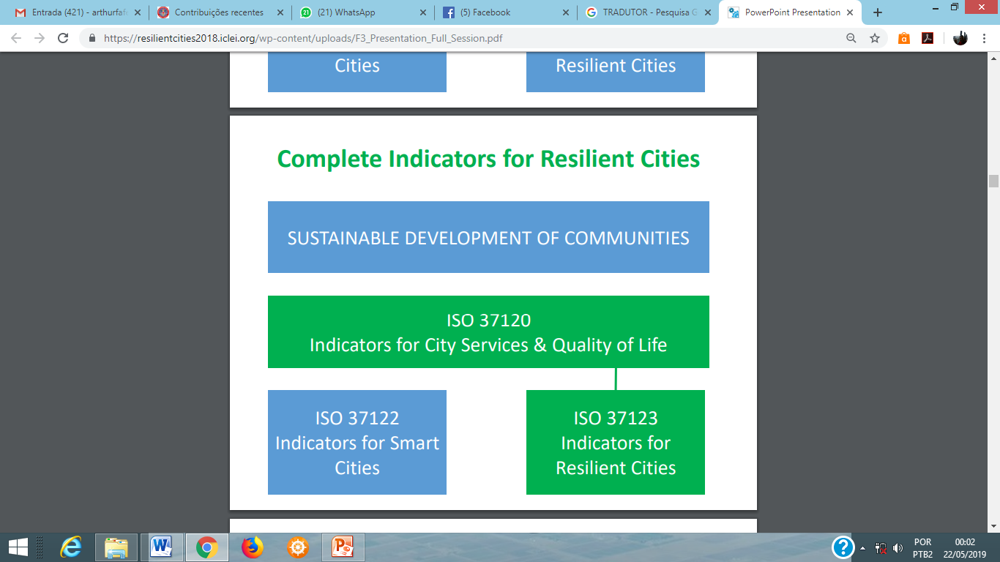 Entrada (421) - arthurfafr
Contribuições recentes
(21) WhatsApp
(5) Facebook
TRADUTOR - Pesquisa G
PowerPoint Presentation
https://resilientcities2018.iclei.org/wp-content/uploads/F3_Presentation_Full_Session.pdf
Cities
Resilient Cities
Complete Indicators for Resilient Cities
SUSTAINABLE DEVELOPMENT OF COMMUNITIES
ISO 37120
Indicators for City Services & Quality of Life
ISO 37122
Indicators for Smart
Cities
ISO 37123
Indicators for
Resilient Cities
POR
PTB2
00:02
22/05/2019